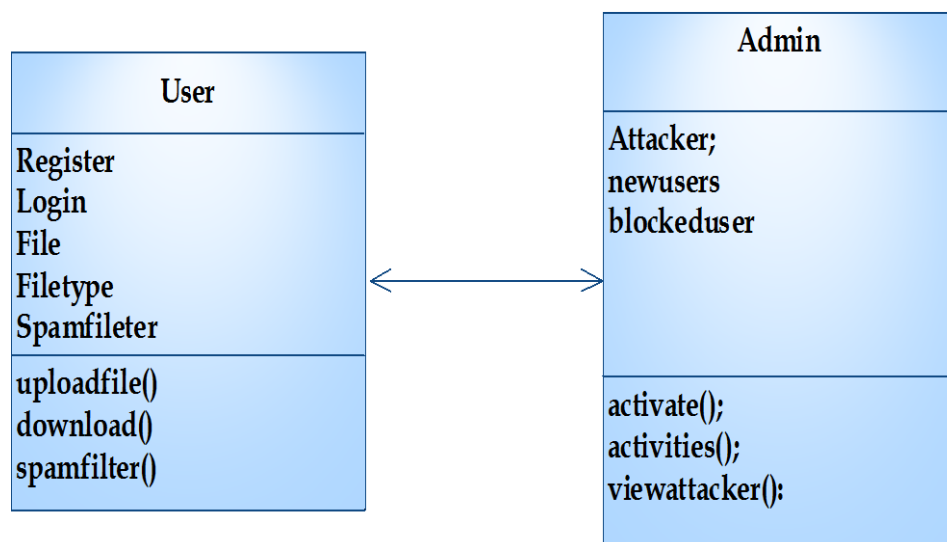 User
Register
Login
File
Filetype
Spamfileter
uploadfile()
download()
spamfilter()
Admin
Attacker;
newusers
blockeduser
activate();
activities();
viewattacker():